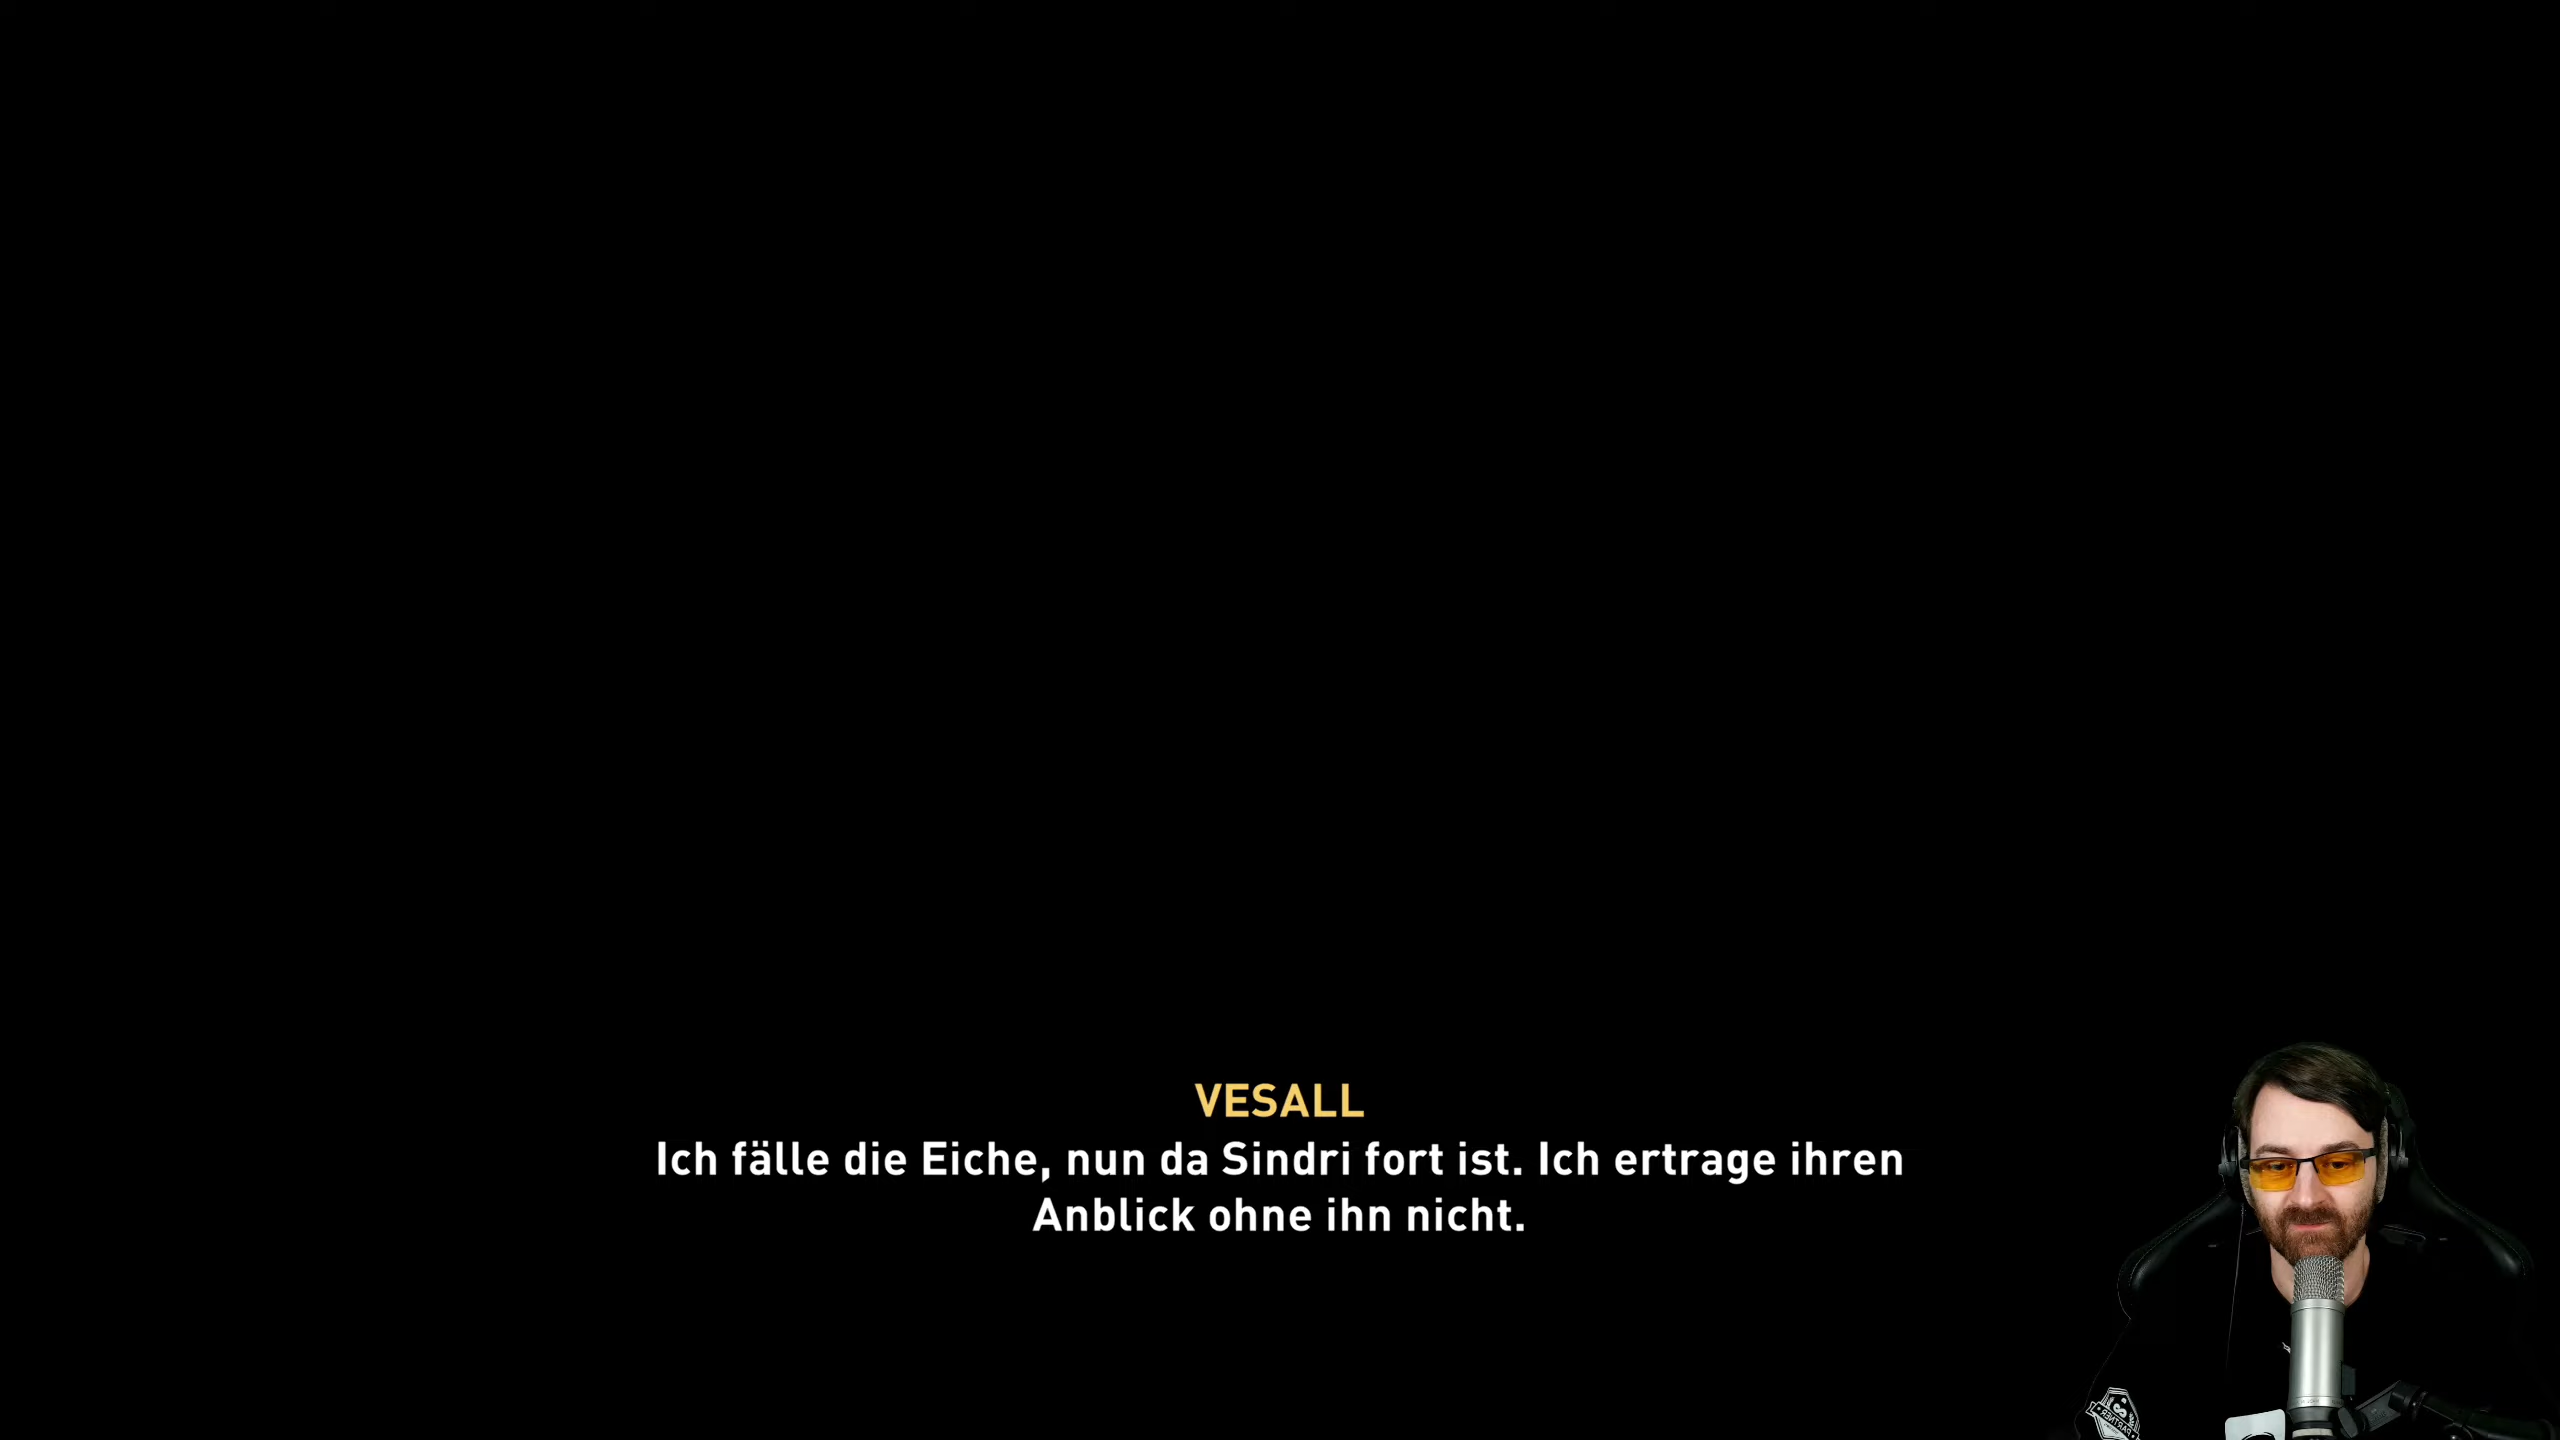 VESALL
Ich fälle die Eiche, nun da Sindri fort ist. Ich ertrage ihren
Anblick ohne ihn nicht.